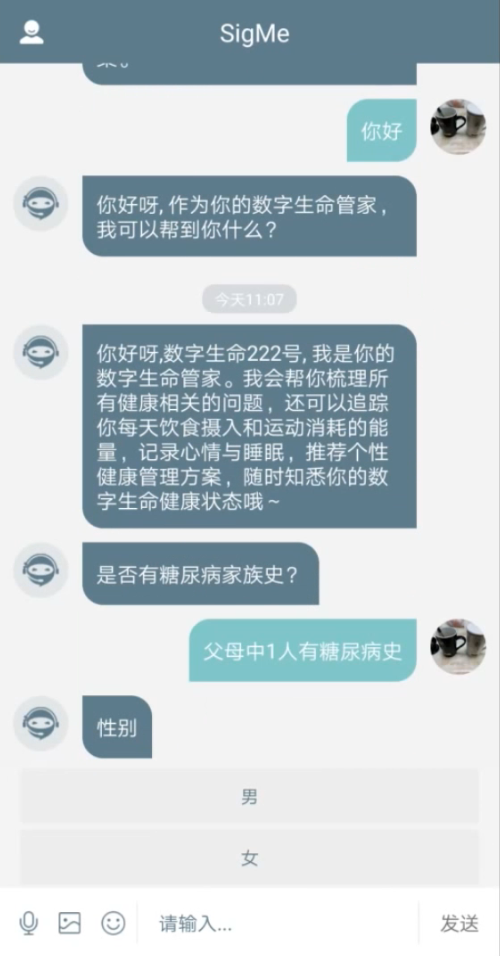 SigMe
你好
你好呀, 作为你的数字生命管家，
我可以帮到你什么？
今天11:07
你好呀,数字生命222号, 我是你的
数字生命管家。我会帮你梳理所
有健康相关的问题，还可以追踪
你每天饮食摄入和运动消耗的能
量，记录心情与睡眠，推荐个性
健康管理方案，随时知悉你的数
字生命健康状态哦～
是否有糖尿病家族史？
父母中1人有糖尿病史
性别
男
女
请输入...
发送